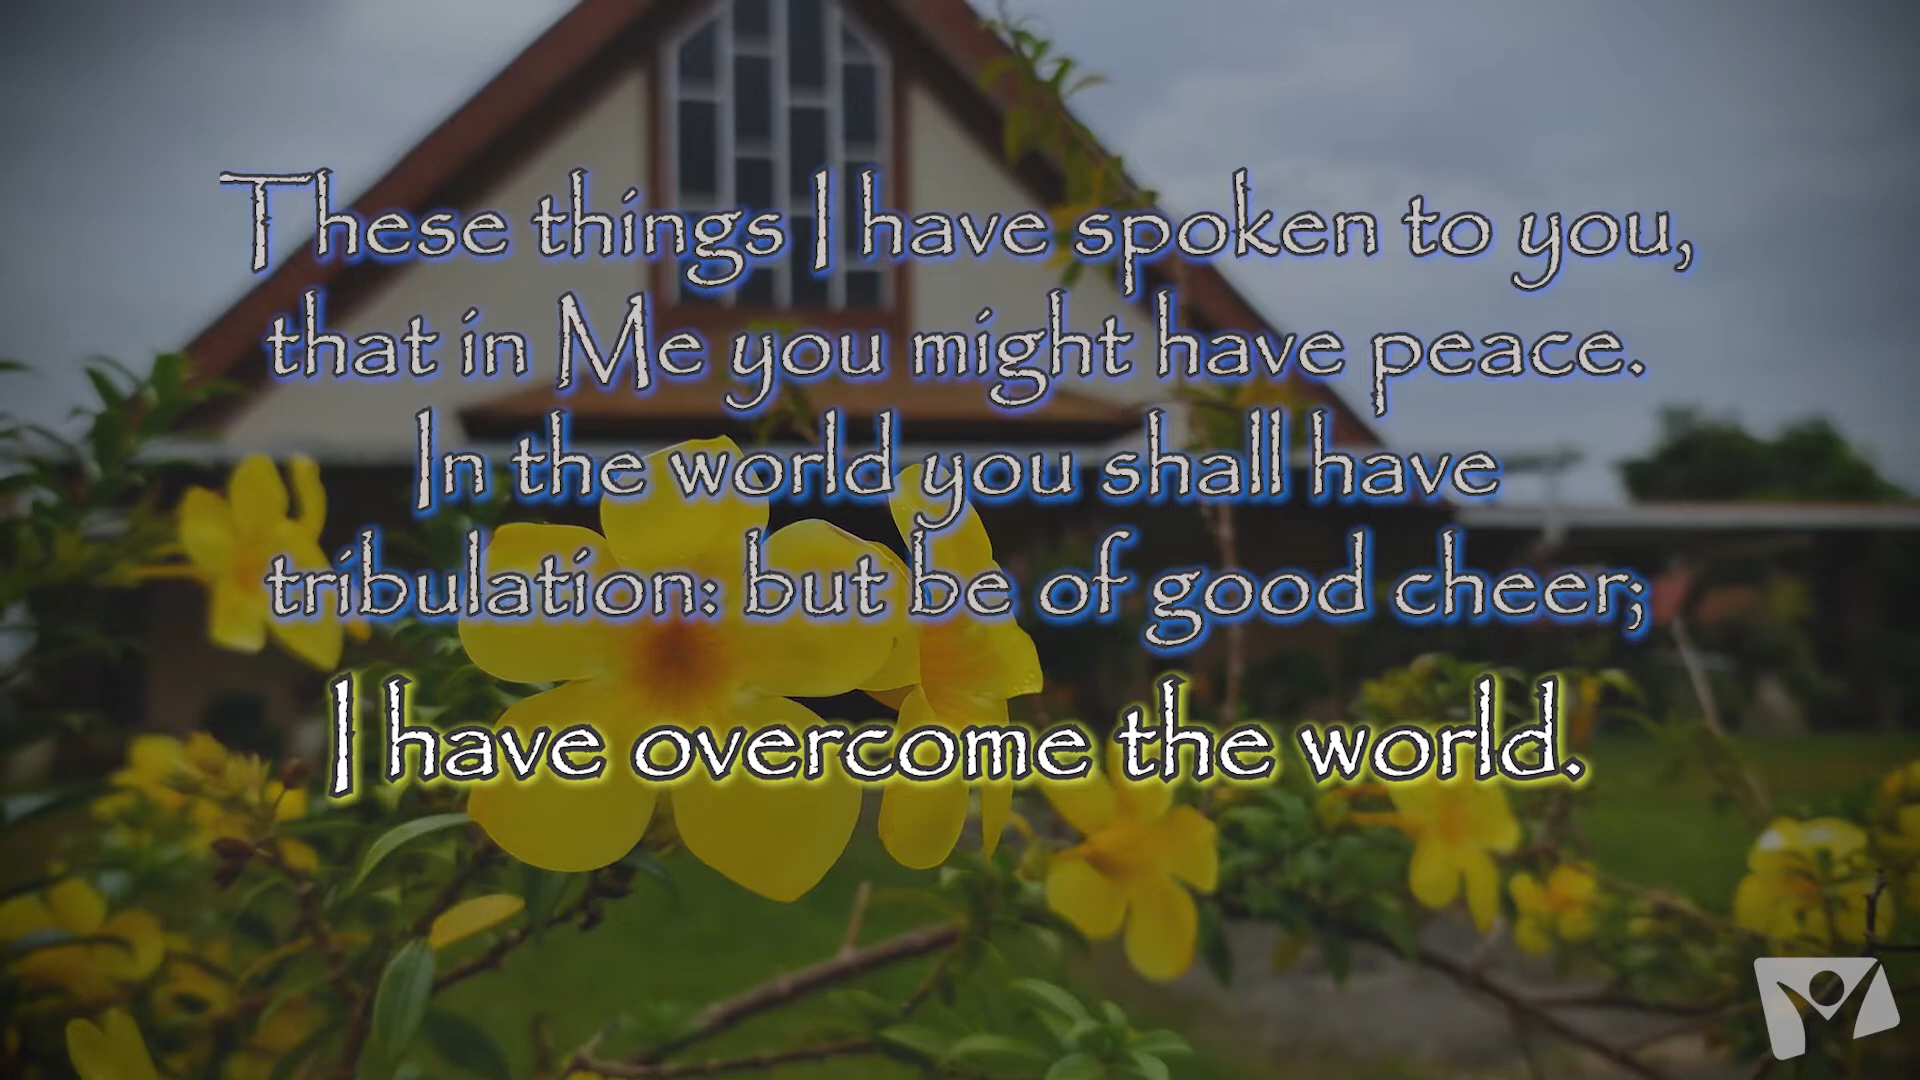 These things I have spoken to you,
that in Me you might have peace.
In the world you shall have
tribulation: but be of good cheer;
I have overcome the world.